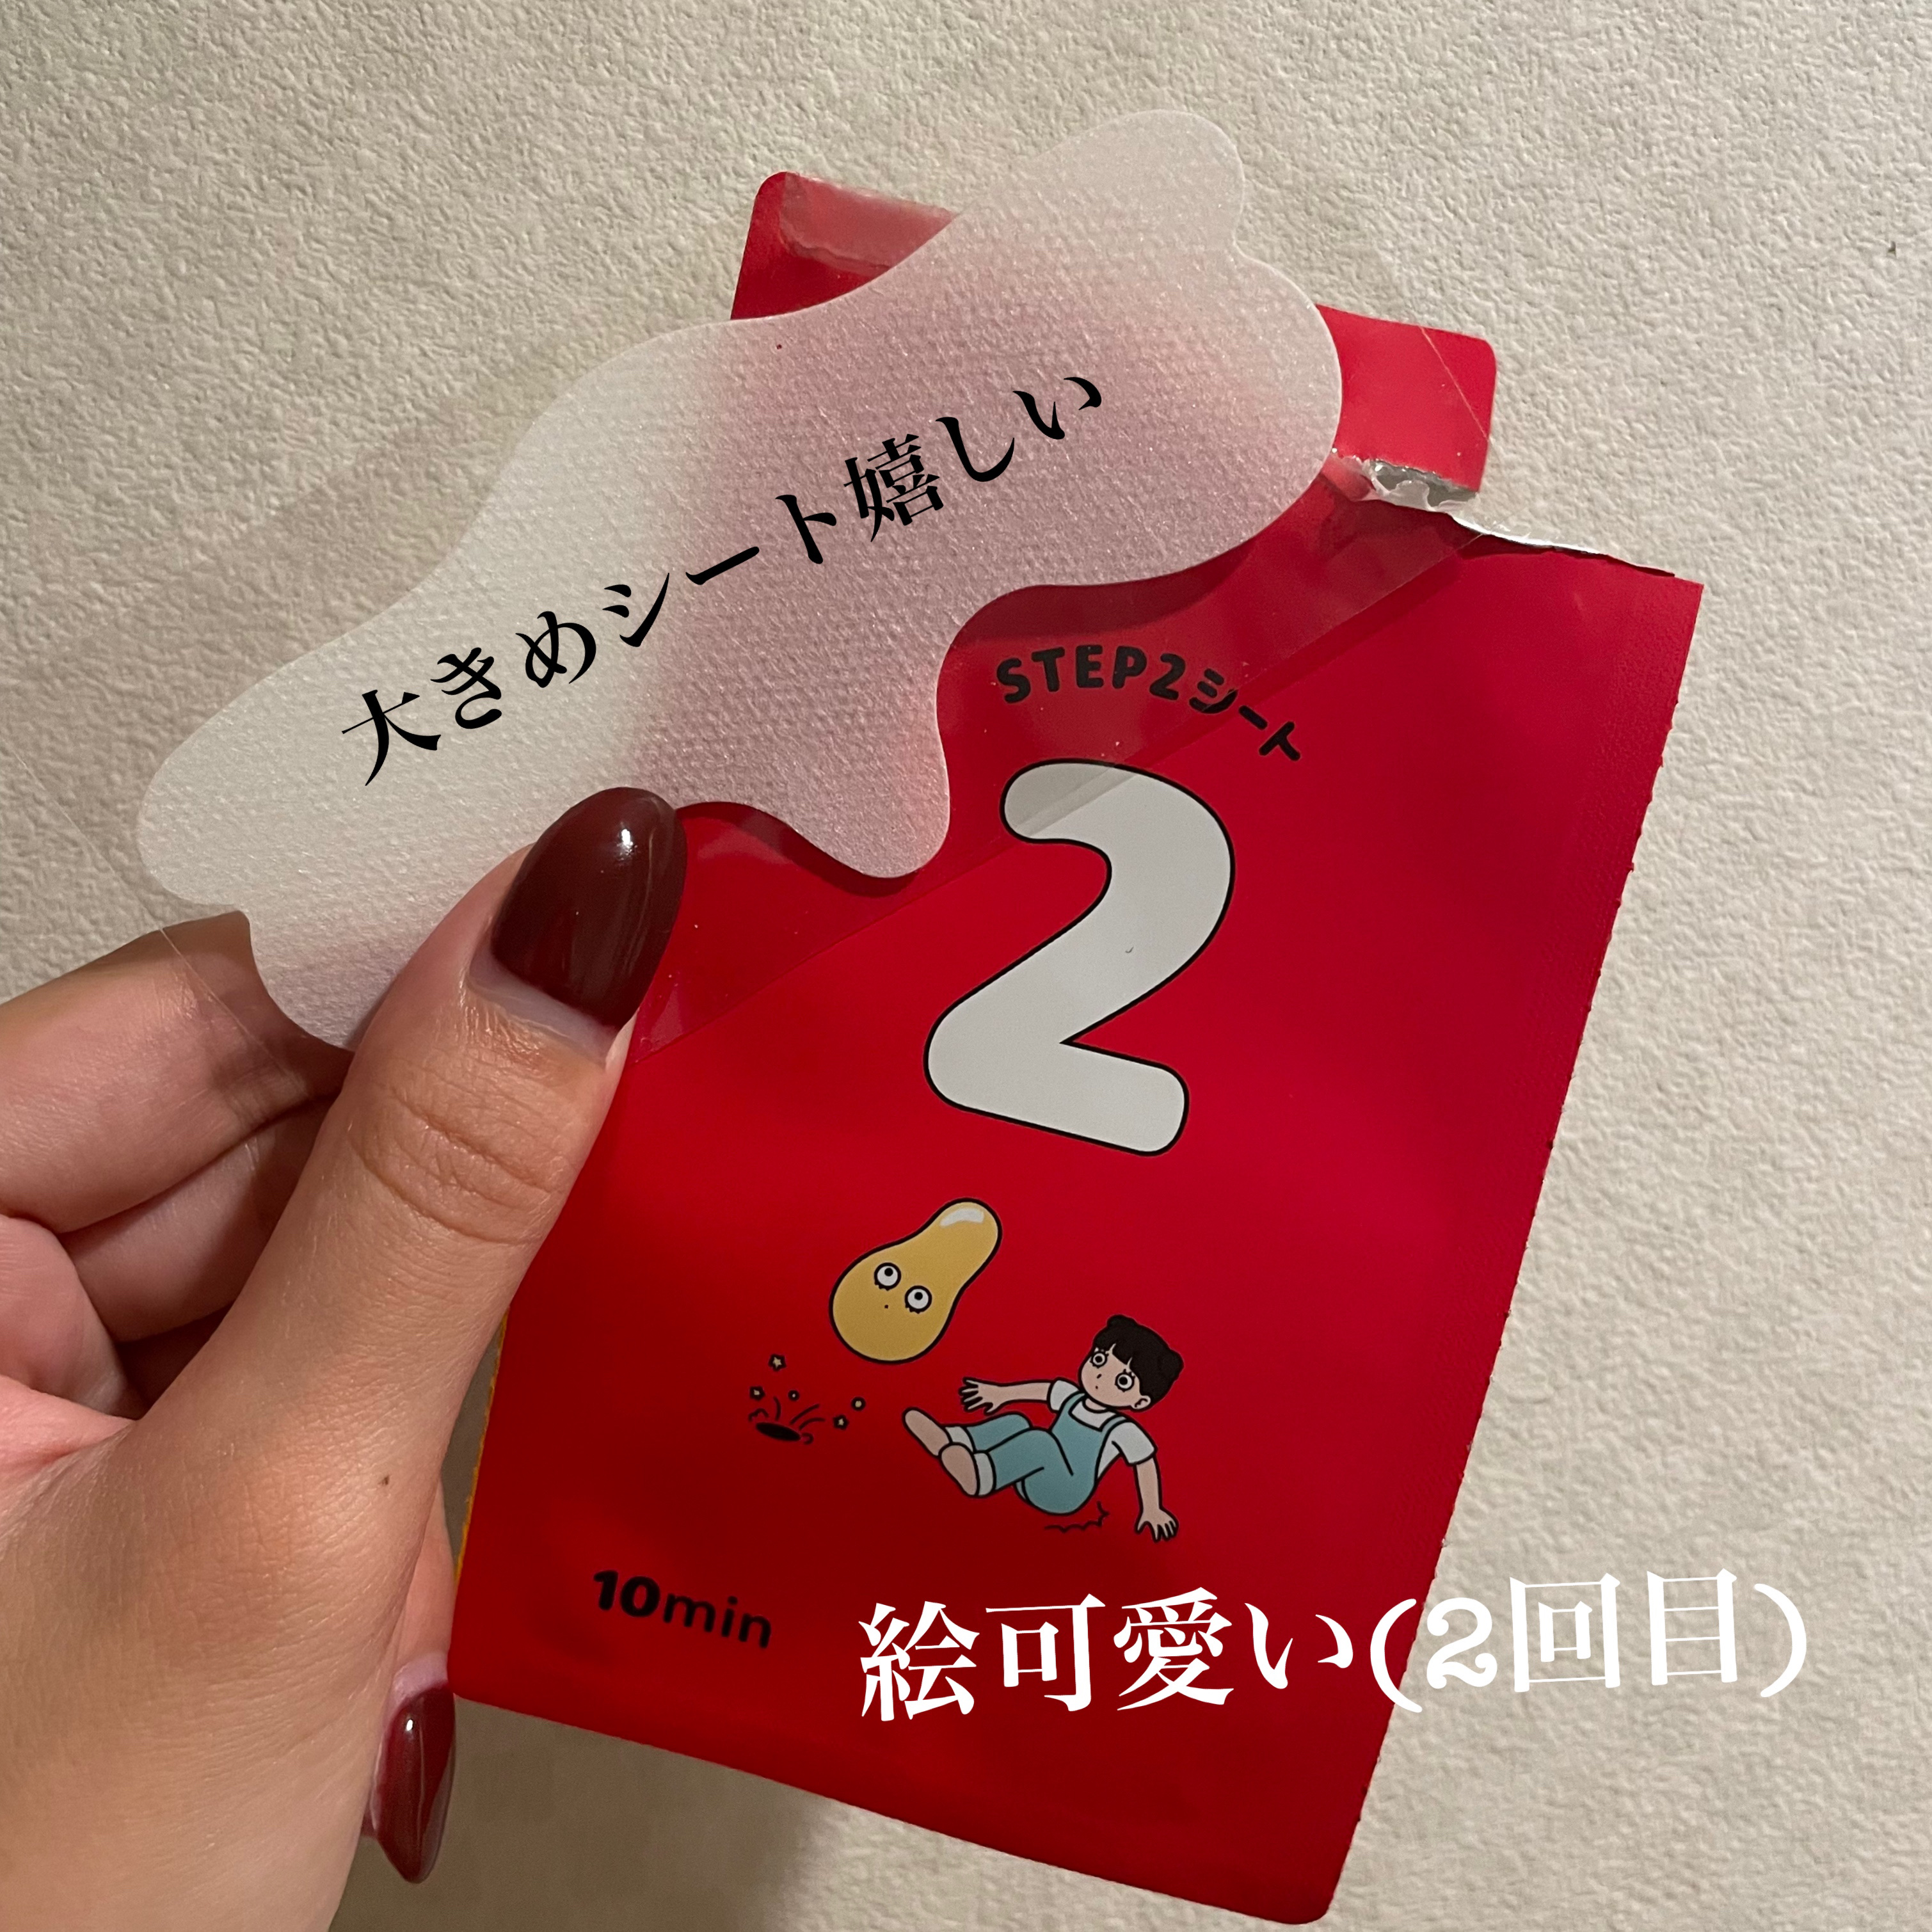 大きめシート嬉しい
STEP2シート
2
10min
絵可愛い(2回目)